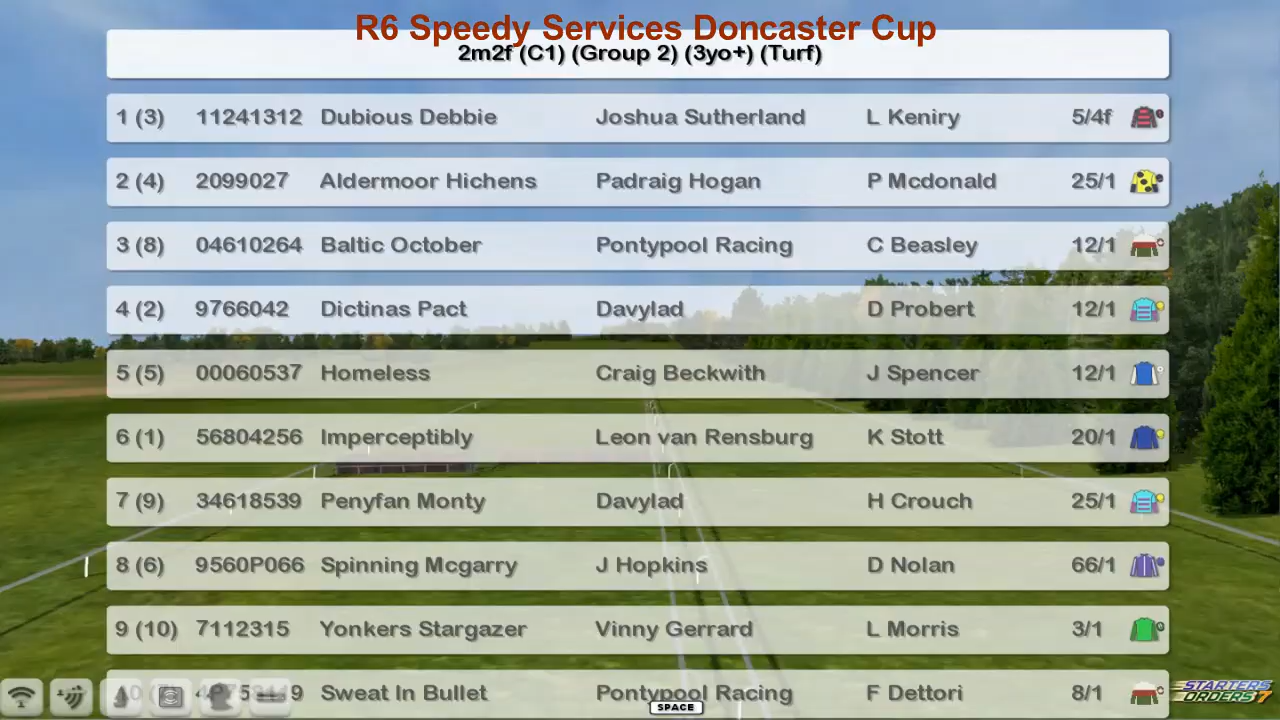 R6 Speedy Services Doncaster Cup
2m2f (C1) (Group 2) (3yo+) (Turf)
1 (3) 11241312 Dubious Debbie Joshua Sutherland L Keniry 5/4f
2 (4) 2099027 Aldermoor Hichens Padraig Hogan P Mcdonald 25/1
3 (8) 04610264 Baltic October Pontypool Racing C Beasley 12/1
4 (2) 9766042 Dictinas Pact Davylad D Probert 12/1
5 (5) 00060537 Homeless Craig Beckwith J Spencer 12/1
6 (1) 56804256 Imperceptibly Leon van Rensburg K Stott 20/1
7 (9) 34618539 Penyfan Monty Davylad H Crouch 25/1
8 (6) 9560P066 Spinning Mcgarry J Hopkins D Nolan 66/1
9 (10) 7112315 Yonkers Stargazer Vinny Gerrard L Morris 3/1
Sweat In Bullet Pontypool Racing F Dettori 8/1
SPACE
STARTERS ORDERS 7